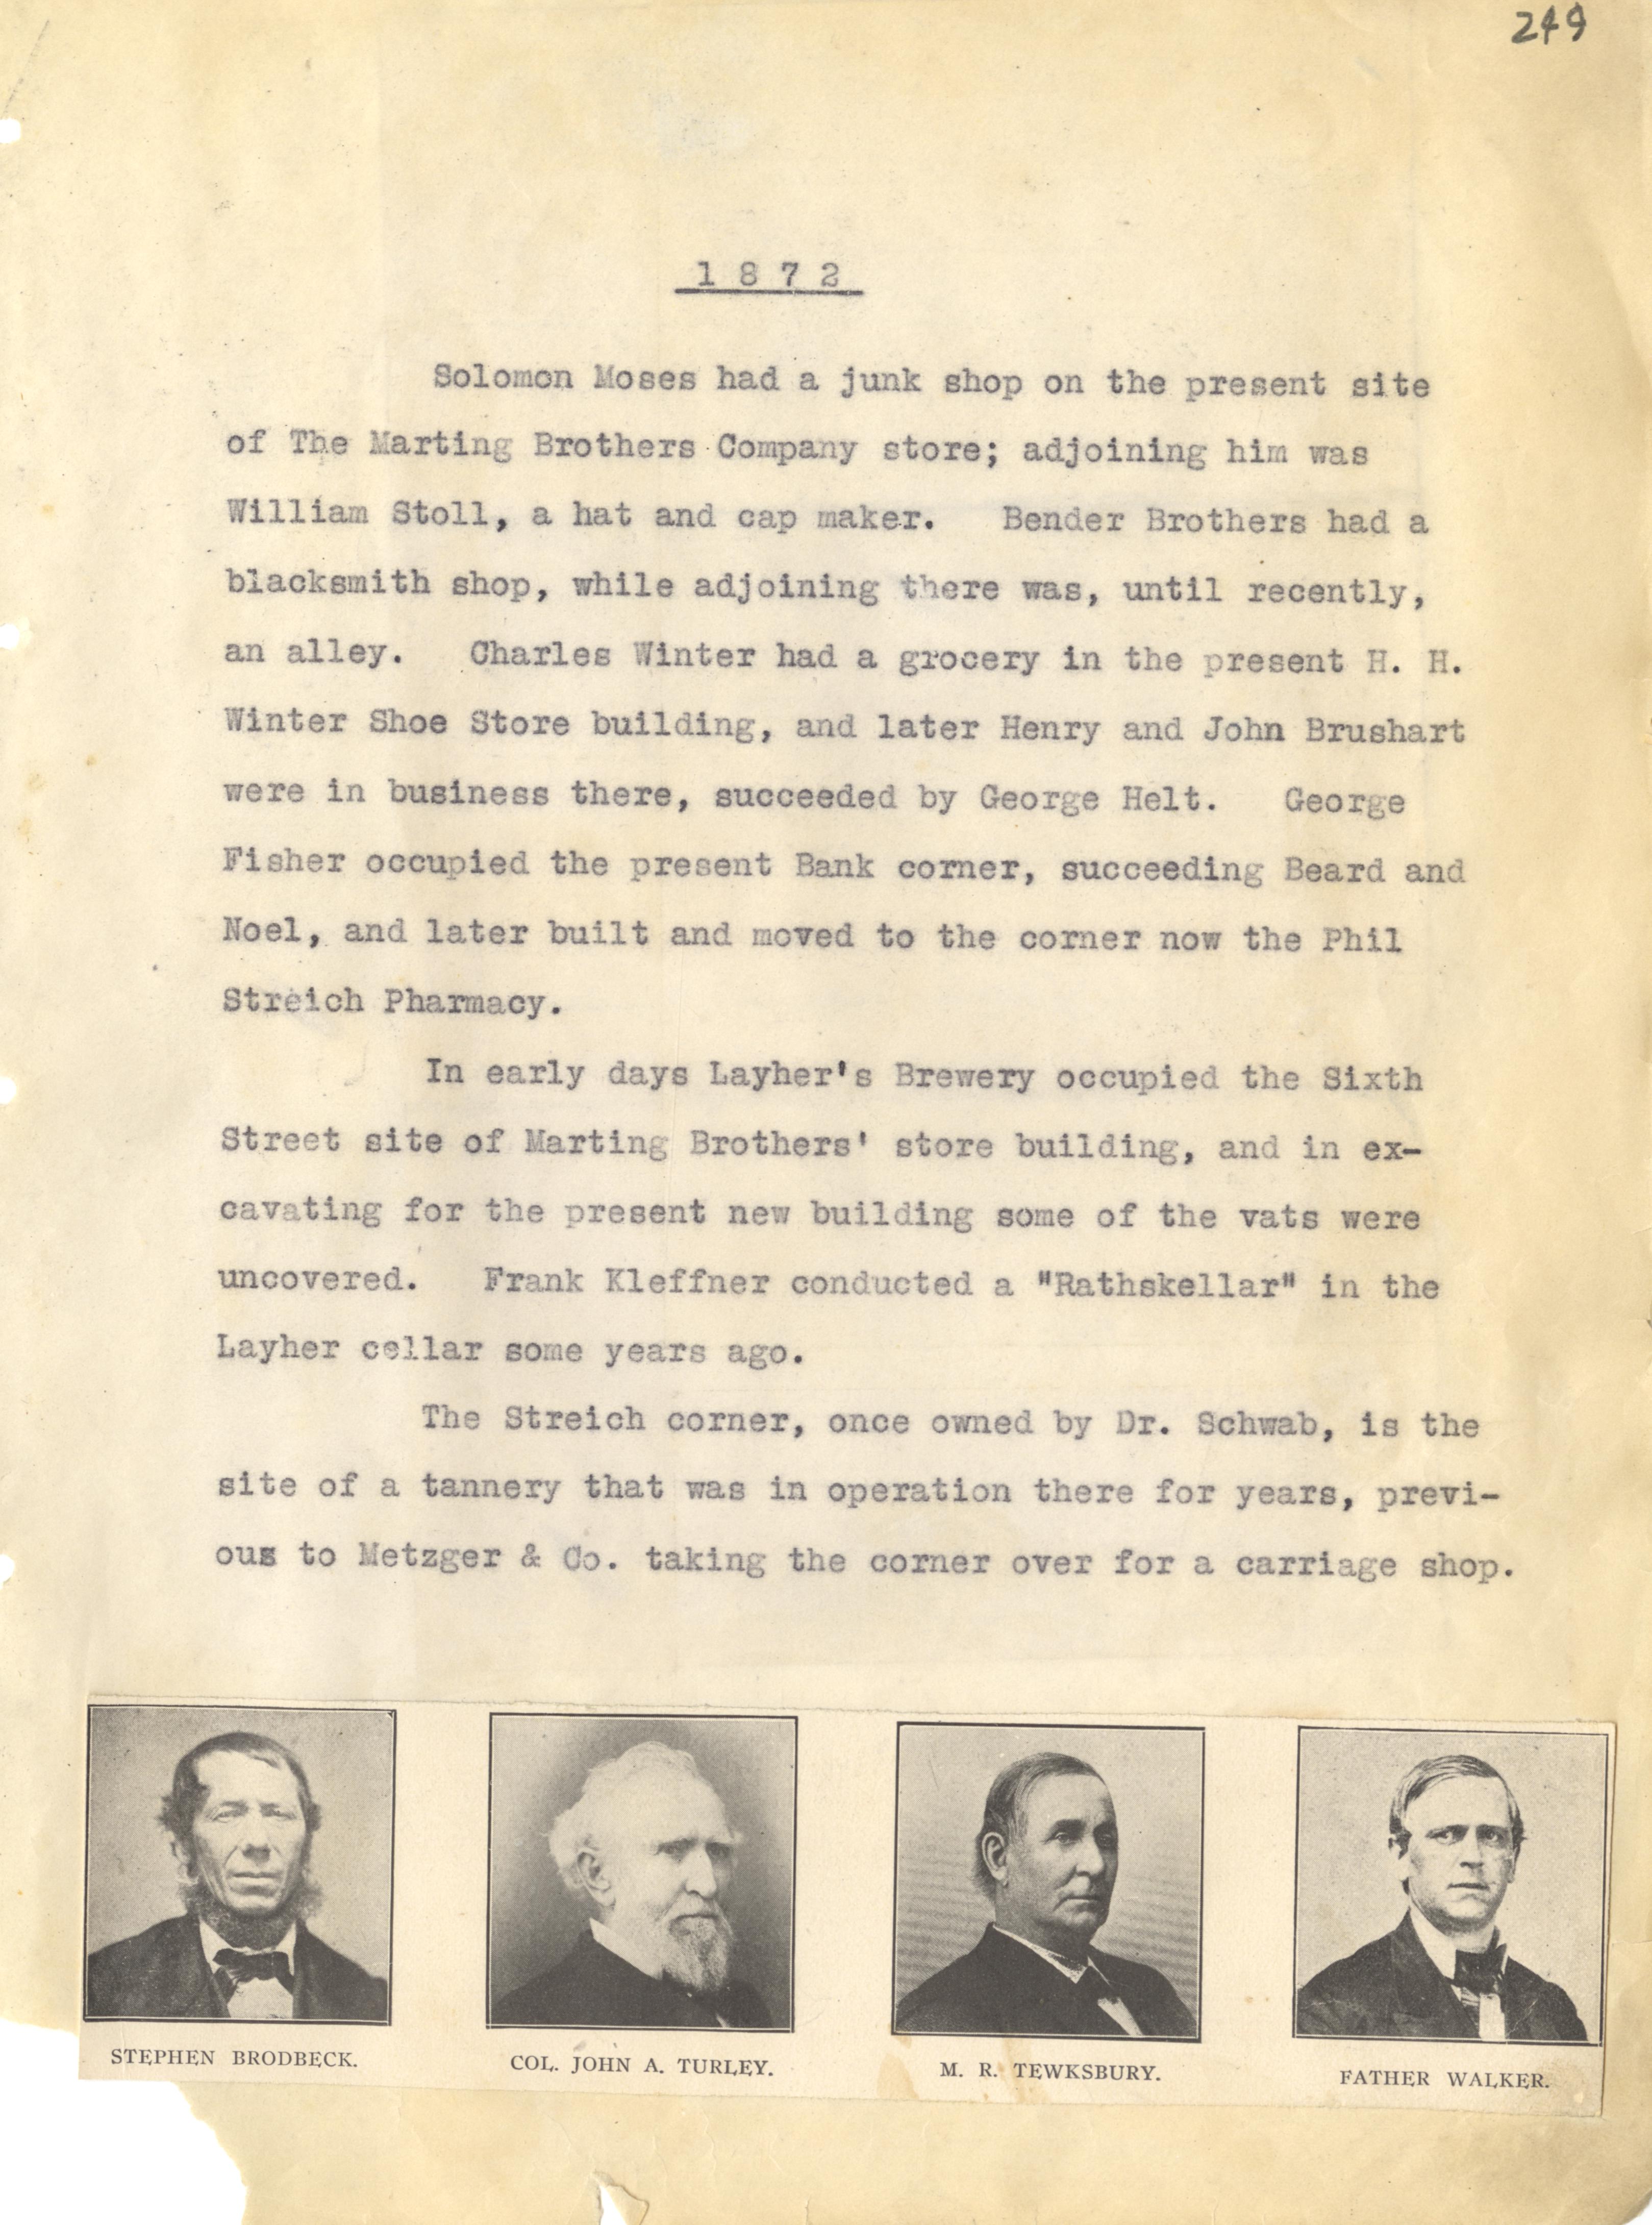 249
1 8 7 2
Solomon Moses had a junk shop on the present site
of The Marting Brothers Company store; adjoining him was
William Stoll, a hat and cap maker. Bender Brothers had a
blacksmith shop, while adjoining there was, until recently,
an alley. Charles Winter had a grocery in the present H. H.
Winter Shoe Store building, and later Henry and John Brushart
were in business there, succeeded by George Helt. George
Fisher occupied the present Bank corner, succeeding Beard and
Noel, and later built and moved to the corner now the Phil
Streich Pharmacy.
In early days Layher's Brewery occupied the Sixth
Street site of Marting Brothers' store building, and in ex-
cavating for the present new building some of the vats were
uncovered. Frank Kleffner conducted a "Rathskellar" in the
Layher cellar some years ago.
The Streich corner, once owned by Dr. Schwab, is the
site of a tannery that was in operation there for years, previ-
ous to Metzger & Co. taking the corner over for a carriage shop.
STEPHEN BRODBECK.
COL. JOHN A. TURLEY.
M. R. TEWKSBURY.
FATHER WALKER.